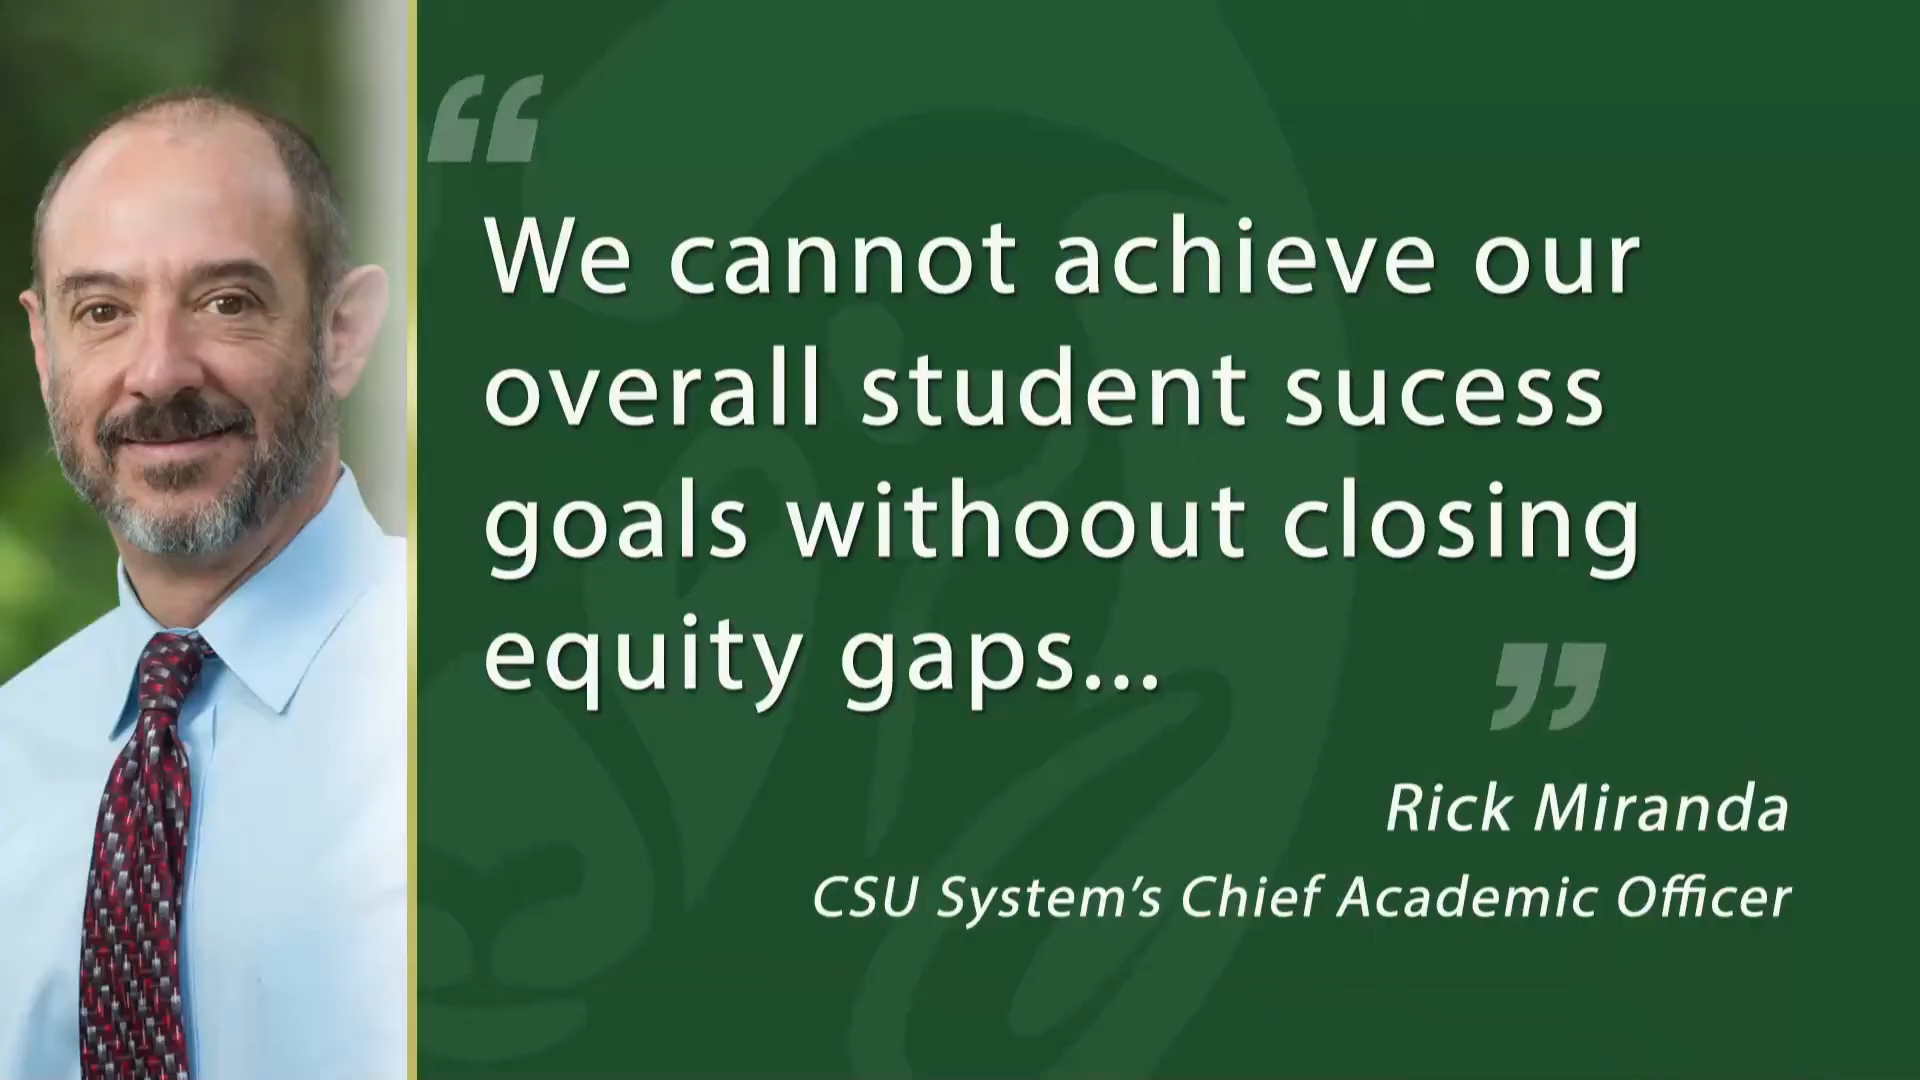 “
We cannot achieve our
overall student sucess
goals withoout closing
equity gaps...
”
Rick Miranda
CSU System’s Chief Academic Officer